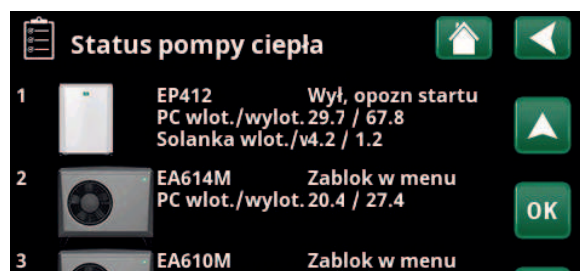 Status pompy ciepła
1 EP412 Wył, opozn startu
PC wlot./wylot. 29.7 / 67.8
Solanka wlot./v4.2 / 1.2
2 EA614M Zablok w menu
PC wlot./wylot. 20.4 / 27.4
OK
3 EA610M Zablok w menu